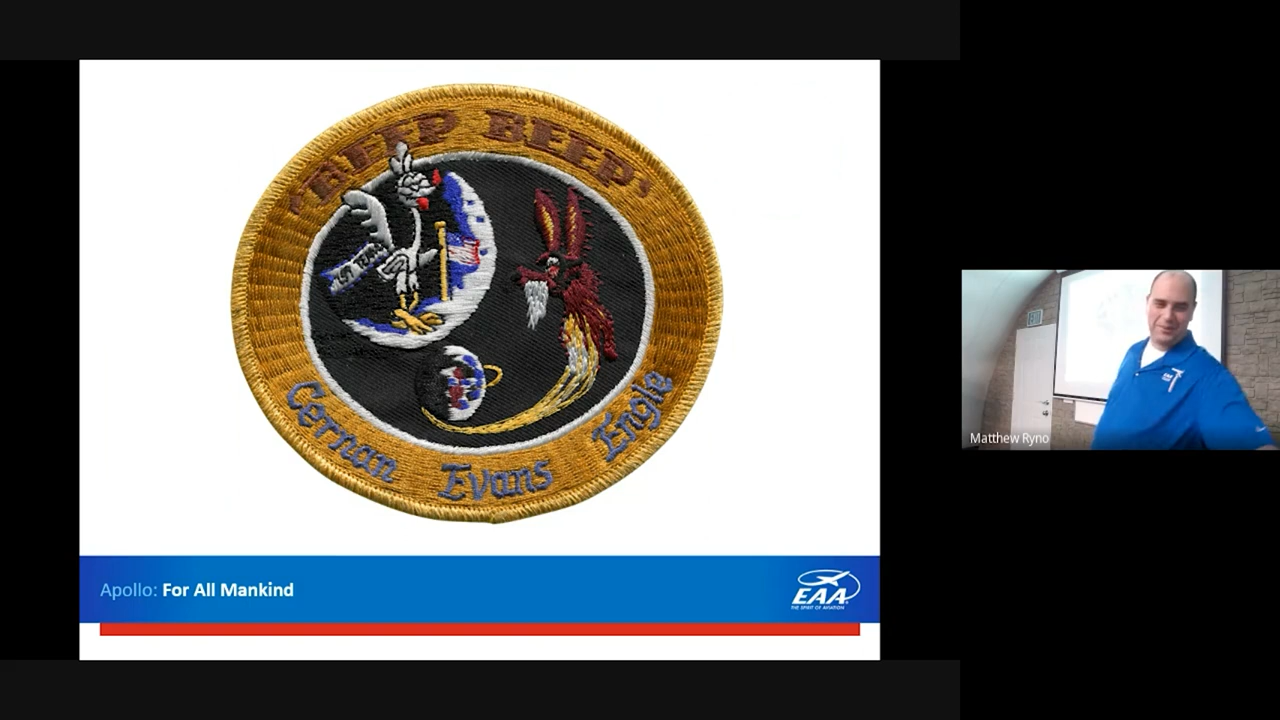 'BEEP BEEP'
1ST TEAM
Cernan Evans Engle
Apollo: For All Mankind
EAA
THE SPIRIT OF AVIATION
Matthew Ryno